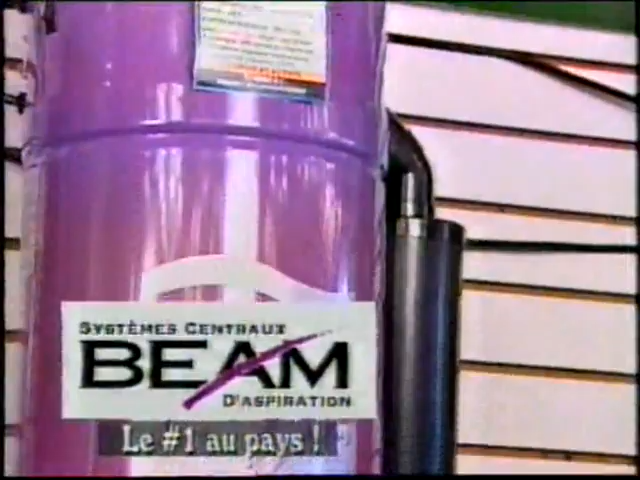 SYSTÈMES CENTRAUX
BEAM
D'ASPIRATION
Le #1 au pays !